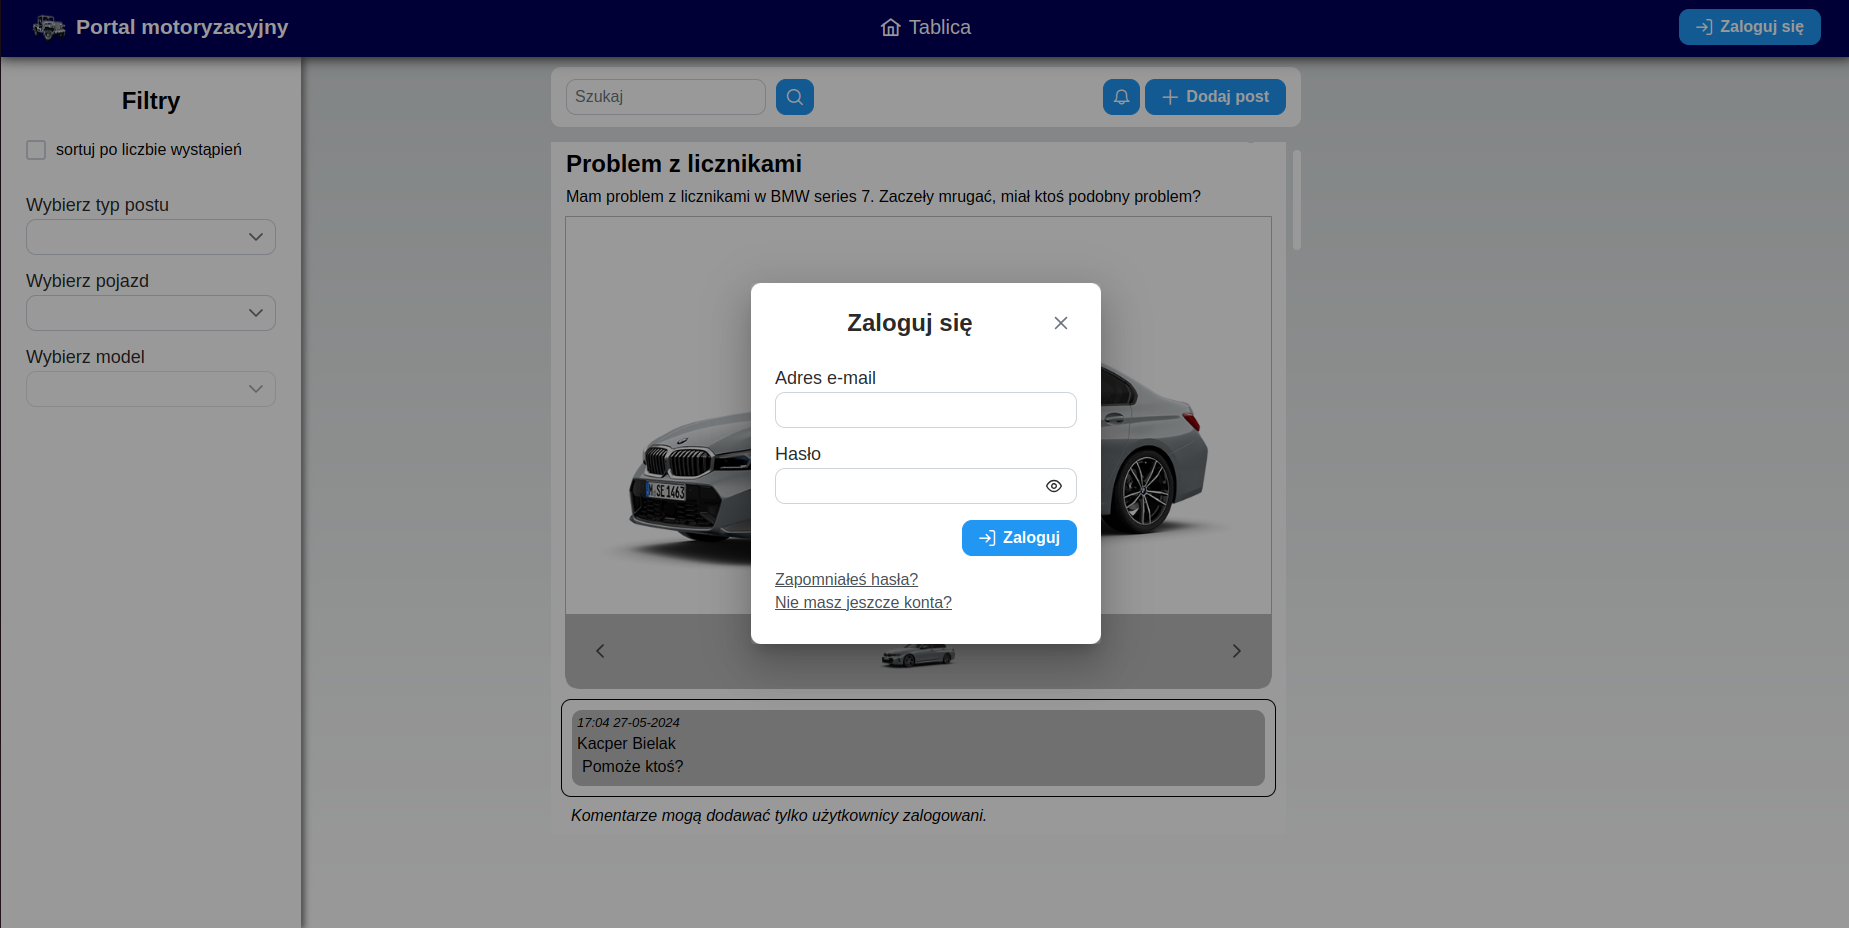 Portal motoryzacyjny
Tablica
Zaloguj się
Filtry
sortuj po liczbie wystąpień
Wybierz typ postu
Wybierz pojazd
Wybierz model
Szukaj
Dodaj post
Problem z licznikami
Mam problem z licznikami w BMW series 7. Zaczeły mrugać, miał ktoś podobny problem?
M SE 1463
Zaloguj się
Adres e-mail
Hasło
Zaloguj
Zapomniałeś hasła?
Nie masz jeszcze konta?
17:04 27-05-2024
Kacper Bielak
Pomoże ktoś?
Komentarze mogą dodawać tylko użytkownicy zalogowani.